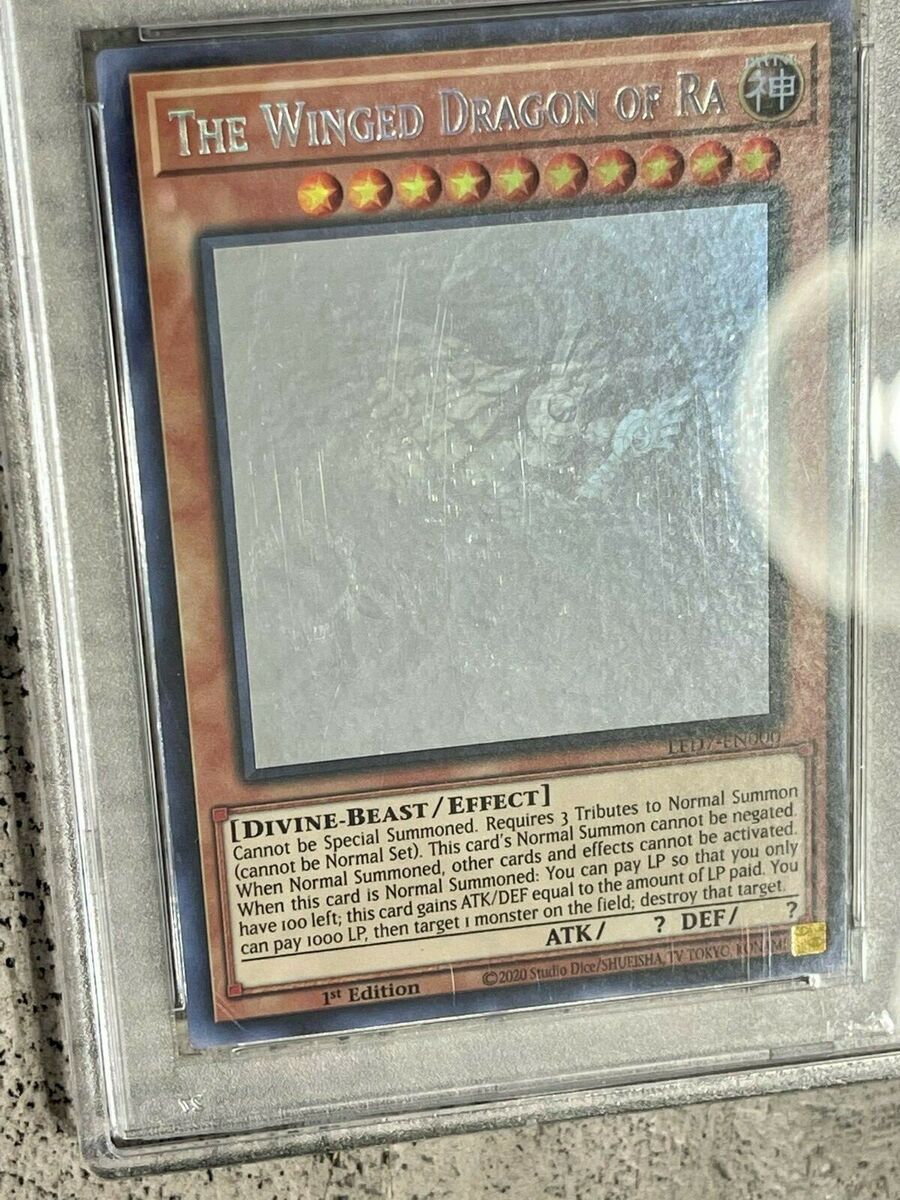 THE WINGED DRAGON OF RA
神
LED7-EN000
[DIVINE-BEAST/EFFECT]
Cannot be Special Summoned. Requires 3 Tributes to Normal Summon
(cannot be Normal Set). This card's Normal Summon cannot be negated.
When Normal Summoned, other cards and effects cannot be activated.
When this card is Normal Summoned: You can pay LP so that you only
have 100 left; this card gains ATK/DEF equal to the amount of LP paid. You
can pay 1000 LP, then target 1 monster on the field; destroy that target.
ATK/ ? DEF/ ?
1st Edition
©2020 Studio Dice/SHUEISHA, TV TOKYO, KONAMI